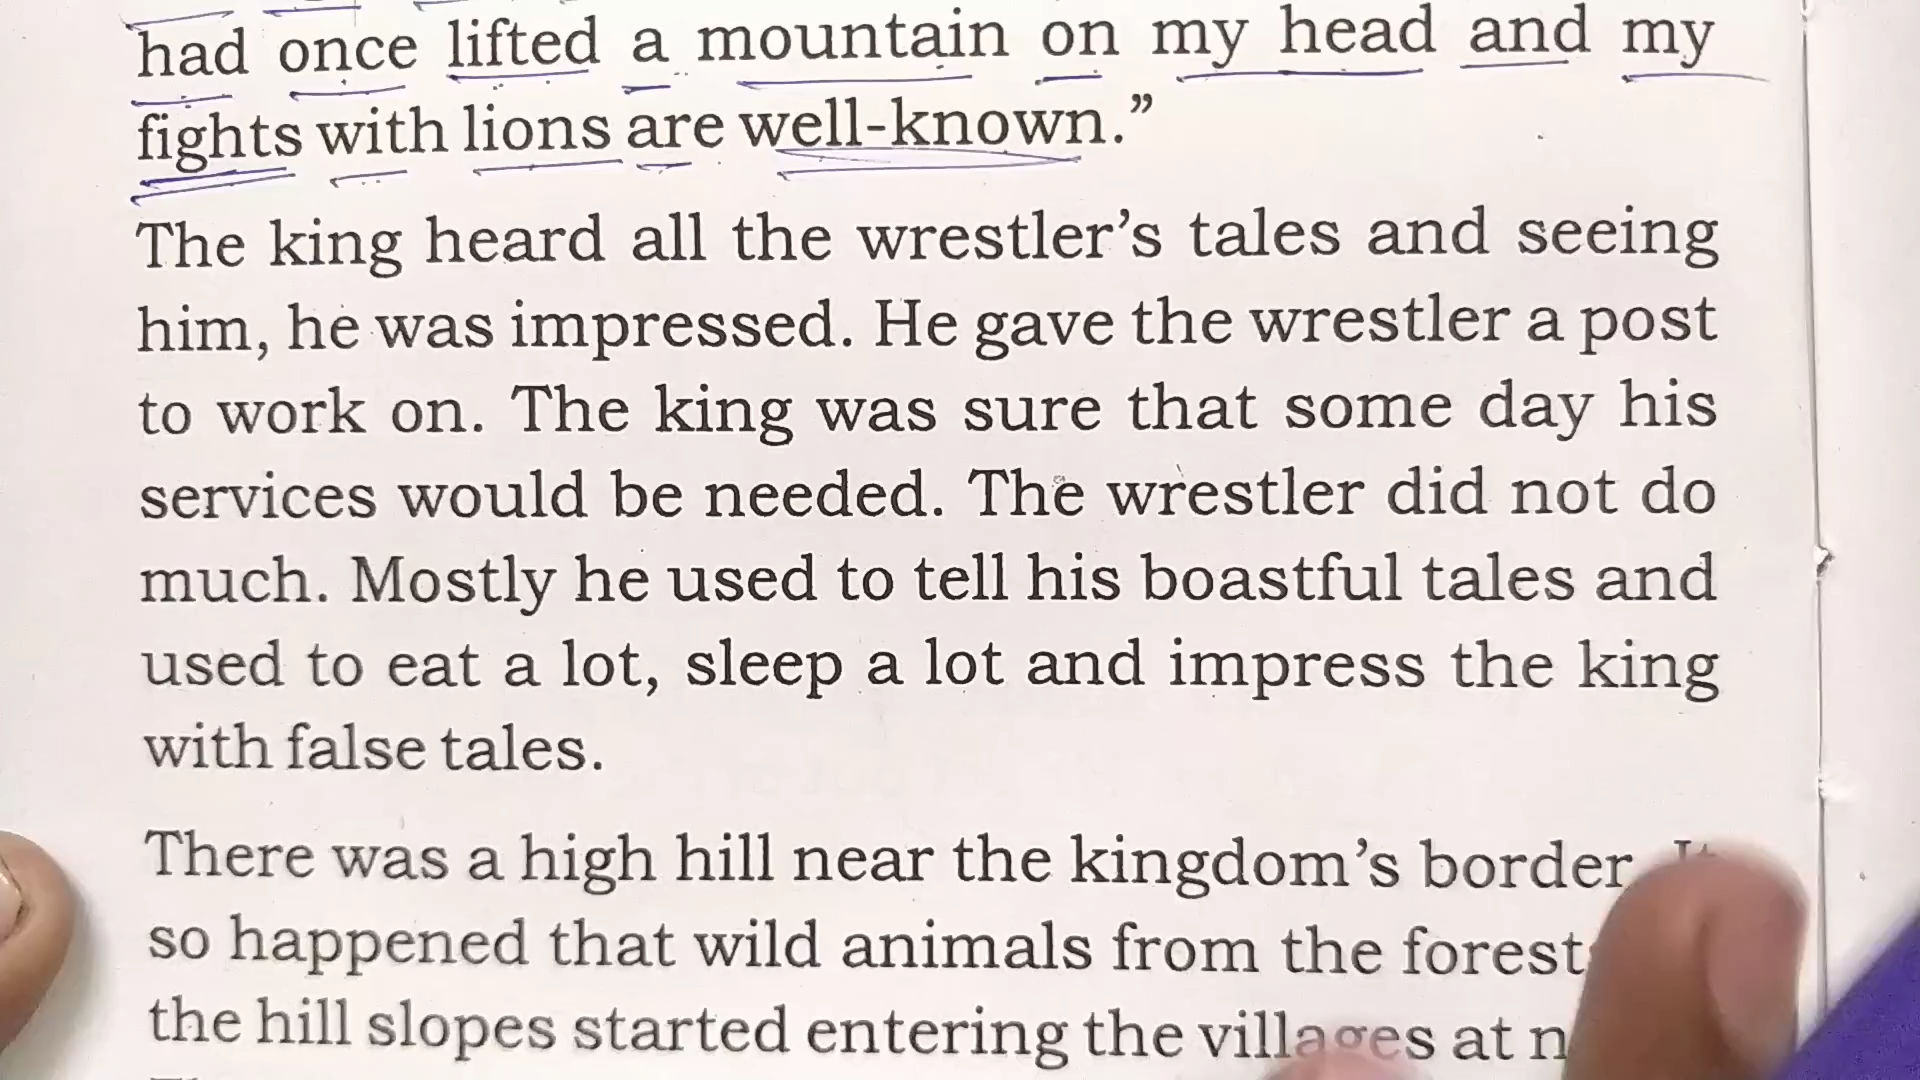 had once lifted a mountain on my head and my
fights with lions are well-known.”
The king heard all the wrestler’s tales and seeing
him, he was impressed. He gave the wrestler a post
to work on. The king was sure that some day his
services would be needed. The wrestler did not do
much. Mostly he used to tell his boastful tales and
used to eat a lot, sleep a lot and impress the king
with false tales.
There was a high hill near the kingdom’s border
so happened that wild animals from the forest
the hill slopes started entering the villages at